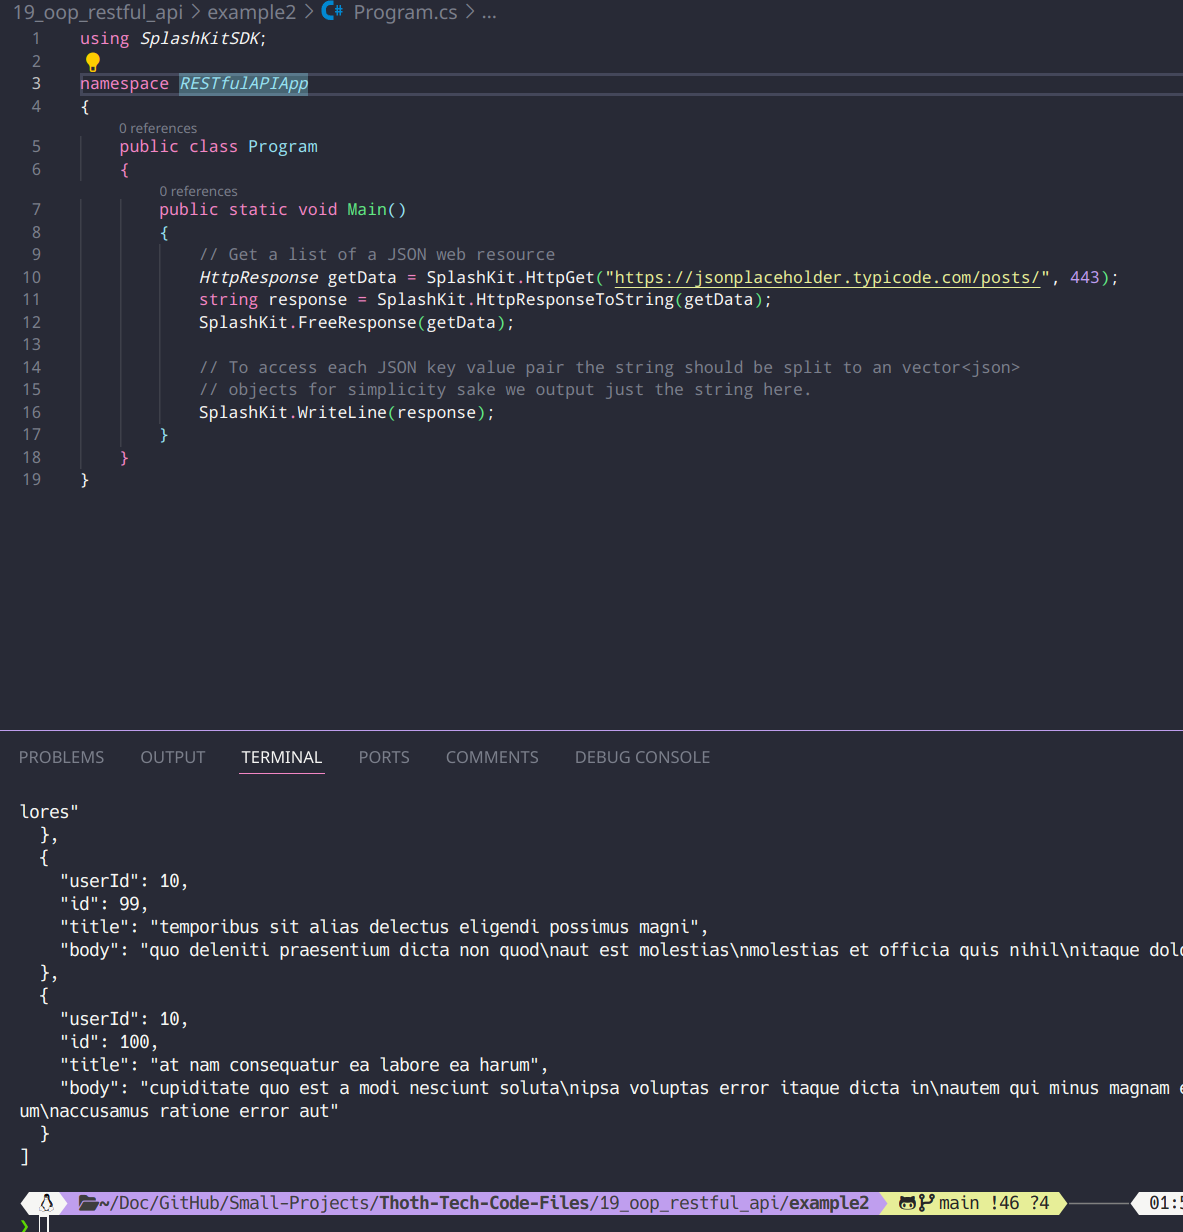 19_oop_restful_api > example2 > C# Program.cs > ...
1 using SplashKitSDK;
2
3 namespace RESTfulAPIApp
4 {
0 references
5 public class Program
6 {
0 references
7 public static void Main()
8 {
9 // Get a list of a JSON web resource
10 HttpResponse getData = SplashKit.HttpGet("https://jsonplaceholder.typicode.com/posts/", 443);
11 string response = SplashKit.HttpResponseToString(getData);
12 SplashKit.FreeResponse(getData);
13
14 // To access each JSON key value pair the string should be split to an vector<json>
15 // objects for simplicity sake we output just the string here.
16 SplashKit.WriteLine(response);
17 }
18 }
19 }
PROBLEMS OUTPUT TERMINAL PORTS COMMENTS DEBUG CONSOLE
lores"
},
{
"userId": 10,
"id": 99,
"title": "temporibus sit alias delectus eligendi possimus magni",
"body": "quo deleniti praesentium dicta non quod\naut est molestias\nmolestias et officia quis nihil\nitaque dolo
},
{
"userId": 10,
"id": 100,
"title": "at nam consequatur ea labore ea harum",
"body": "cupiditate quo est a modi nesciunt soluta\nipsa voluptas error itaque dicta in\nautem qui minus magnam e
um\naccusamus ratione error aut"
}
]
~/Doc/GitHub/Small-Projects/Thoth-Tech-Code-Files/19_oop_restful_api/example2 main !46 ?4 01:
❯